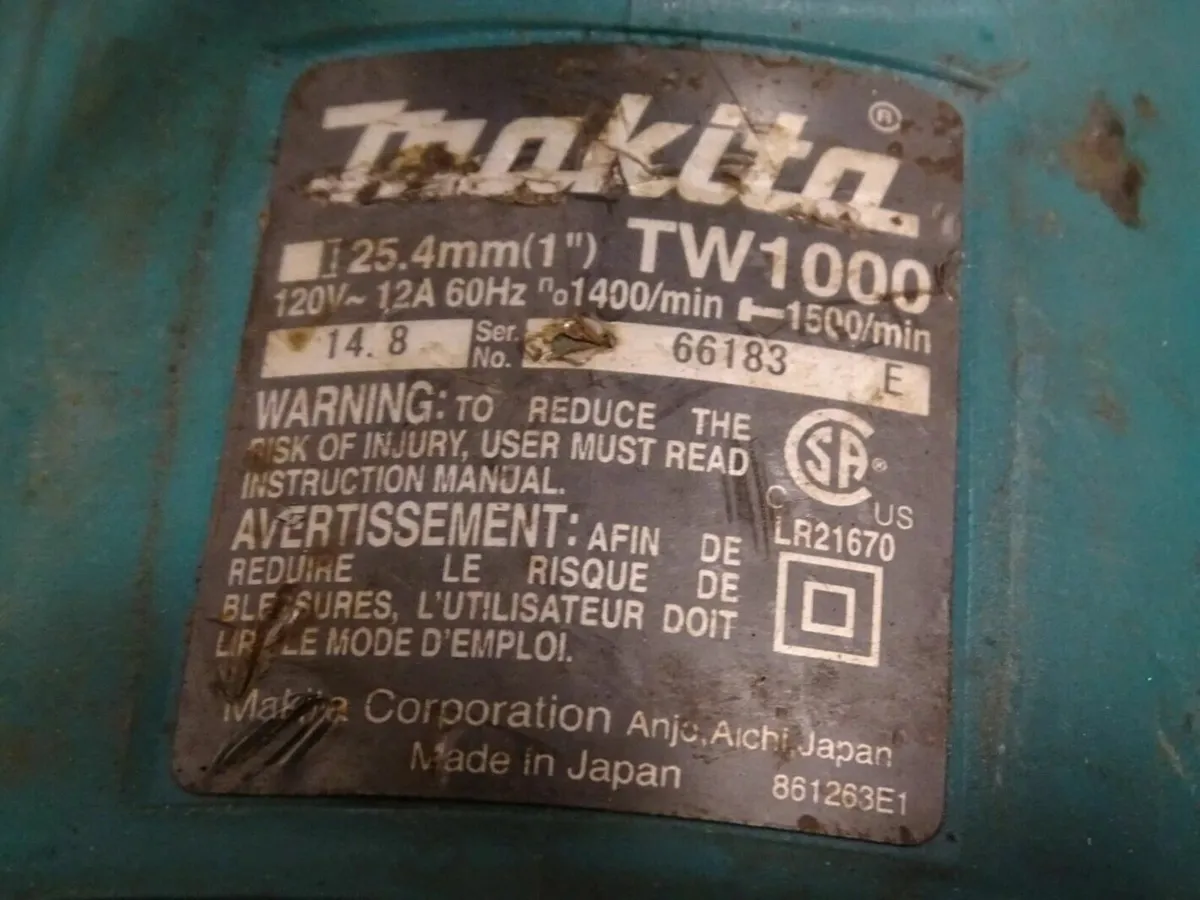 makita ®
25.4mm(1") TW1000
120V~ 12A 60Hz no1400/min 1500/min
14.8 Ser. No. 66183 E
WARNING: TO REDUCE THE
RISK OF INJURY, USER MUST READ
INSTRUCTION MANUAL.
AVERTISSEMENT: AFIN DE
REDUIRE LE RISQUE DE
BLESSURES, L'UTILISATEUR DOIT
LIRE LE MODE D'EMPLOI.
CSA ®
C US
LR21670
Makita Corporation Anjo, Aichi, Japan
Made in Japan
861263E1